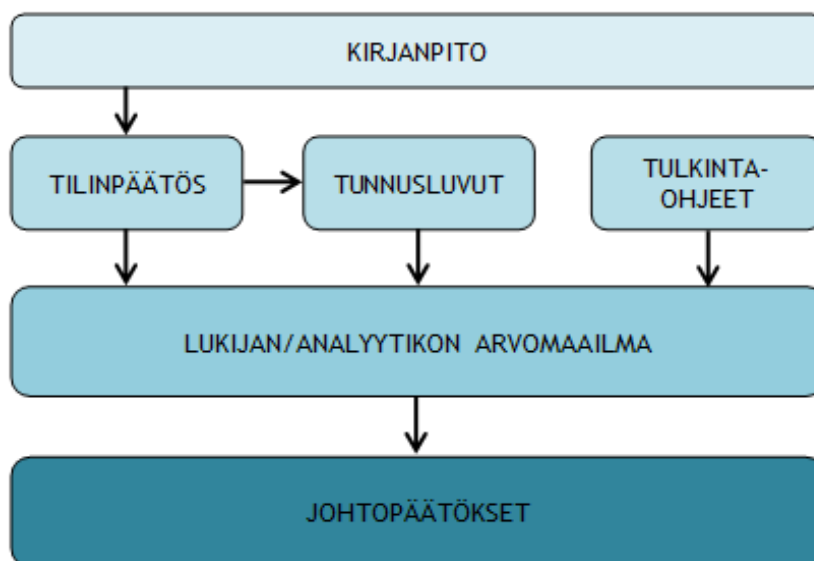 KIRJANPITO
TILINPÄÄTÖS
TUNNUSLUVUT
TULKINTA-
OHJEET
LUKIJAN/ANALYYTIKON ARVOMAAILMA
JOHTOPÄÄTÖKSET